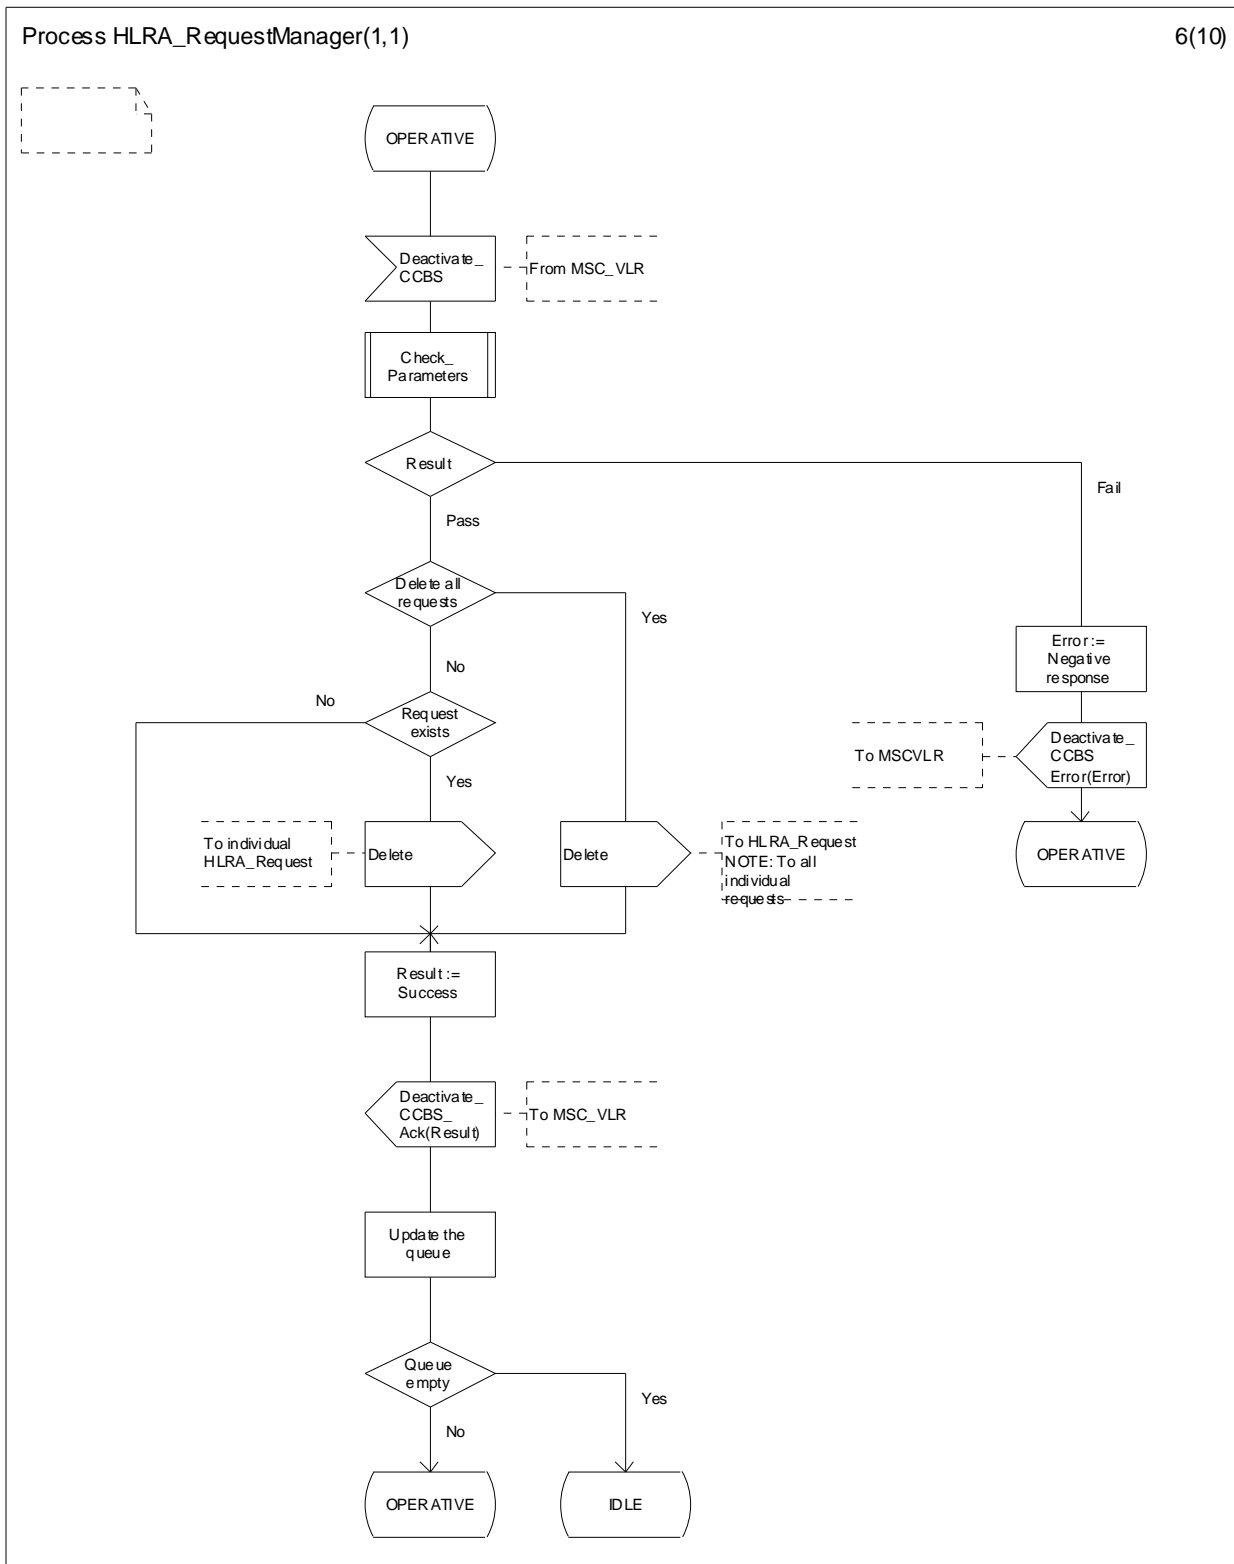 Process HLRA_RequestManager(1,1)
6(10)
OPERATIVE
Deactivate_
CCBS
From MSC_VLR
Check_
Parameters
Result
Fail
Pass
Delete all
requests
Yes
No
Error :=
Negative
response
No
Request
exists
To MSCVLR
Deactivate_
CCBS
Error(Error)
Yes
To individual
HLRA_Request
Delete
Delete
To HLRA_Request
NOTE: To all
individual
requests
OPERATIVE
Result :=
Success
Deactivate_
CCBS_
Ack(Result)
To MSC_VLR
Update the
queue
Queue
empty
Yes
No
OPERATIVE
IDLE